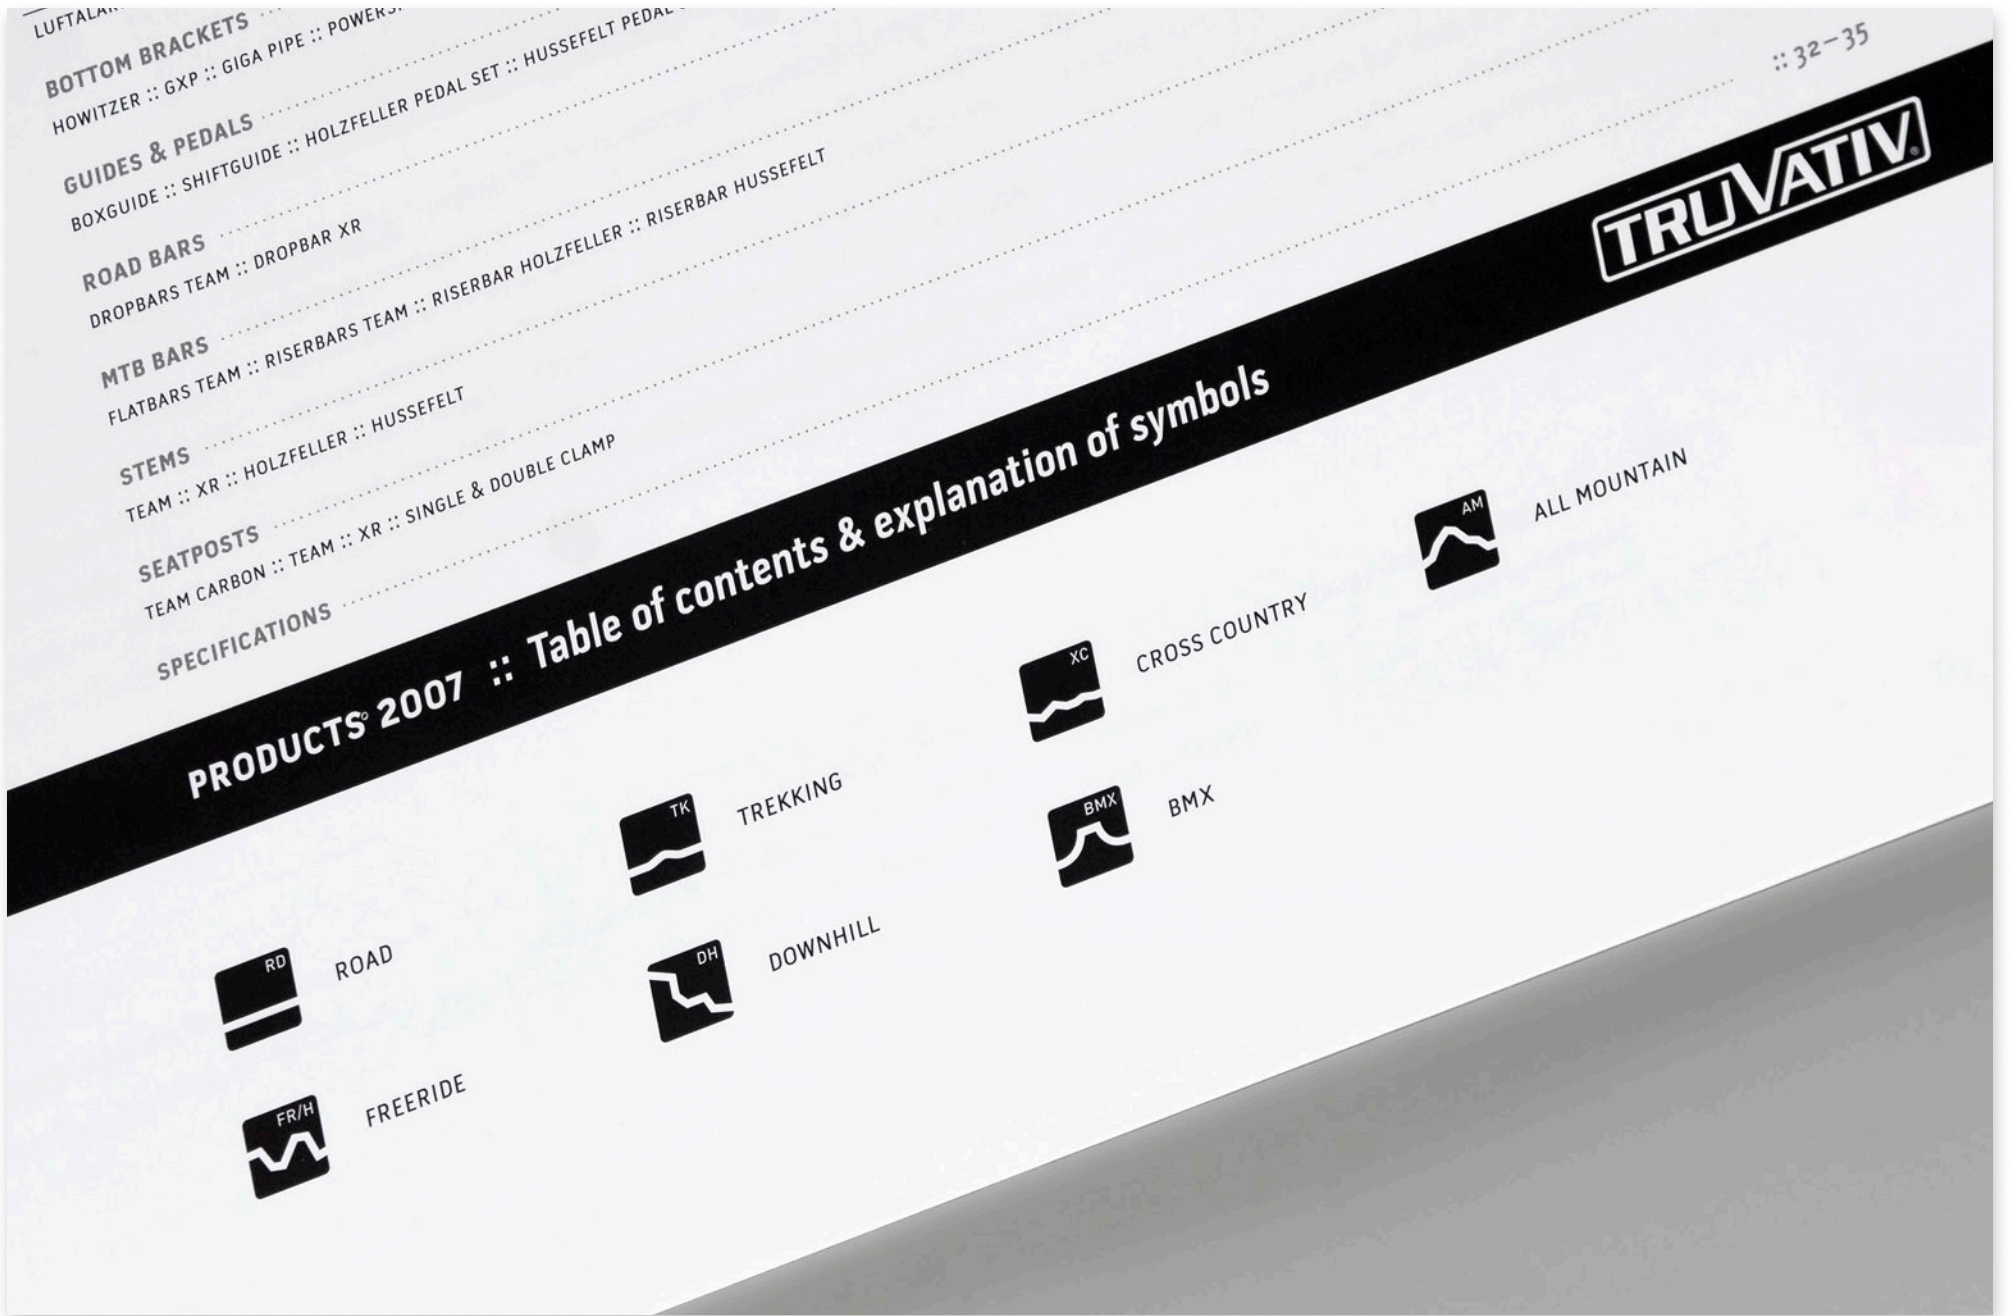 BOTTOM BRACKETS
HOWITZER :: GXP :: GIGA PIPE ::
GUIDES & PEDALS
BOXGUIDE :: SHIFTGUIDE :: HOLZFELLER PEDAL SET :: HUSSEFELT PEDAL
ROAD BARS
DROPBARS TEAM :: DROPBAR XR
MTB BARS
FLATBARS TEAM :: RISERBARS TEAM :: RISERBAR HOLZFELLER :: RISERBAR HUSSEFELT
STEMS
TEAM :: XR :: HOLZFELLER :: HUSSEFELT
SEATPOSTS
TEAM CARBON :: TEAM :: XR :: SINGLE & DOUBLE CLAMP
SPECIFICATIONS :: 32–35
PRODUCTS© 2007 :: Table of contents & explanation of symbols
TRUVATIV®
RD ROAD
TK TREKKING
XC CROSS COUNTRY
AM ALL MOUNTAIN
FR/H FREERIDE
DH DOWNHILL
BMX BMX